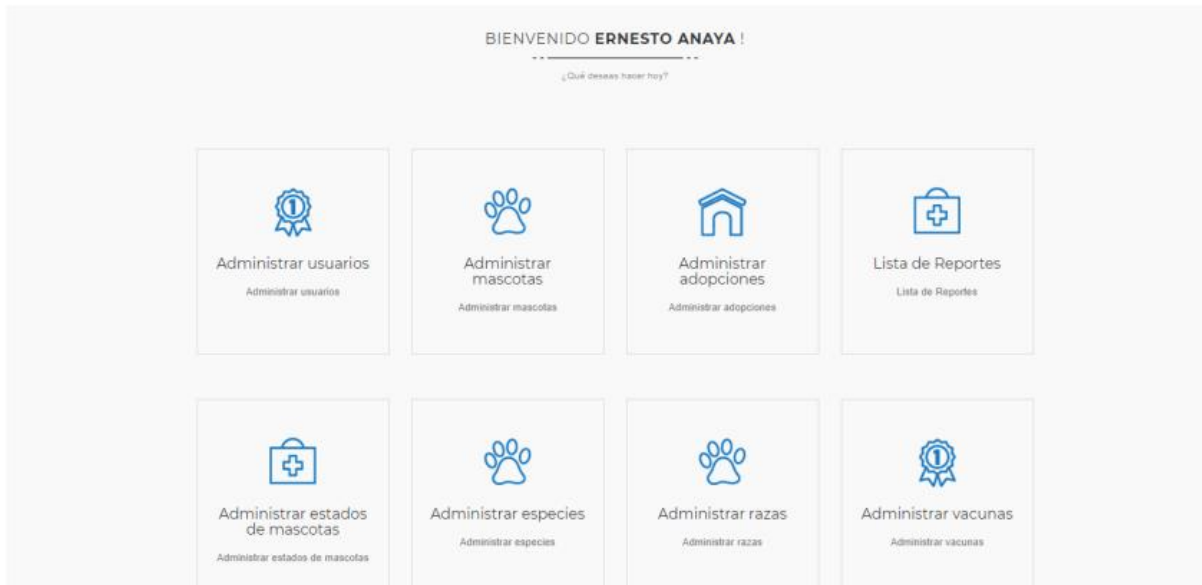 BIENVENIDO ERNESTO ANAYA !
¿Qué deseas hacer hoy?
1
Administrar usuarios
Administrar usuarios
Administrar
mascotas
Administrar mascotas
Administrar
adopciones
Administrar adopciones
Lista de Reportes
Lista de Reportes
Administrar estados
de mascotas
Administrar estados de mascotas
Administrar especies
Administrar especies
Administrar razas
Administrar razas
1
Administrar vacunas
Administrar vacunas